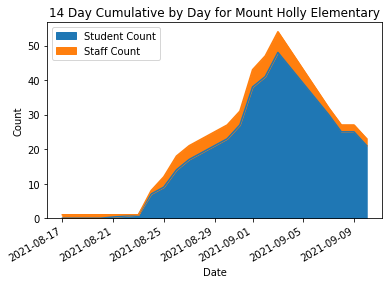 14 Day Cumulative by Day for Mount Holly Elementary
Student Count
Staff Count
Count
50
40
30
20
10
0
2021-08-17
2021-08-21
2021-08-25
2021-08-29
2021-09-01
2021-09-05
2021-09-09
Date